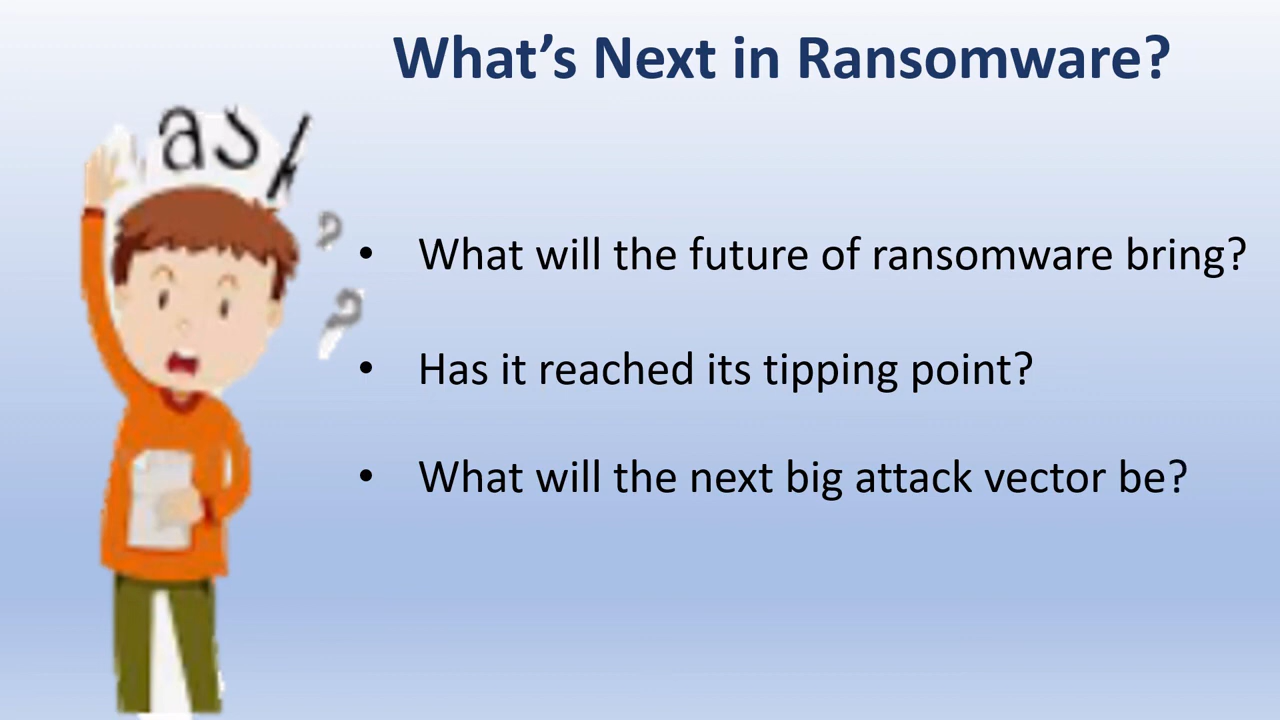 What's Next in Ransomware?
ask
?
?
• What will the future of ransomware bring?
• Has it reached its tipping point?
• What will the next big attack vector be?